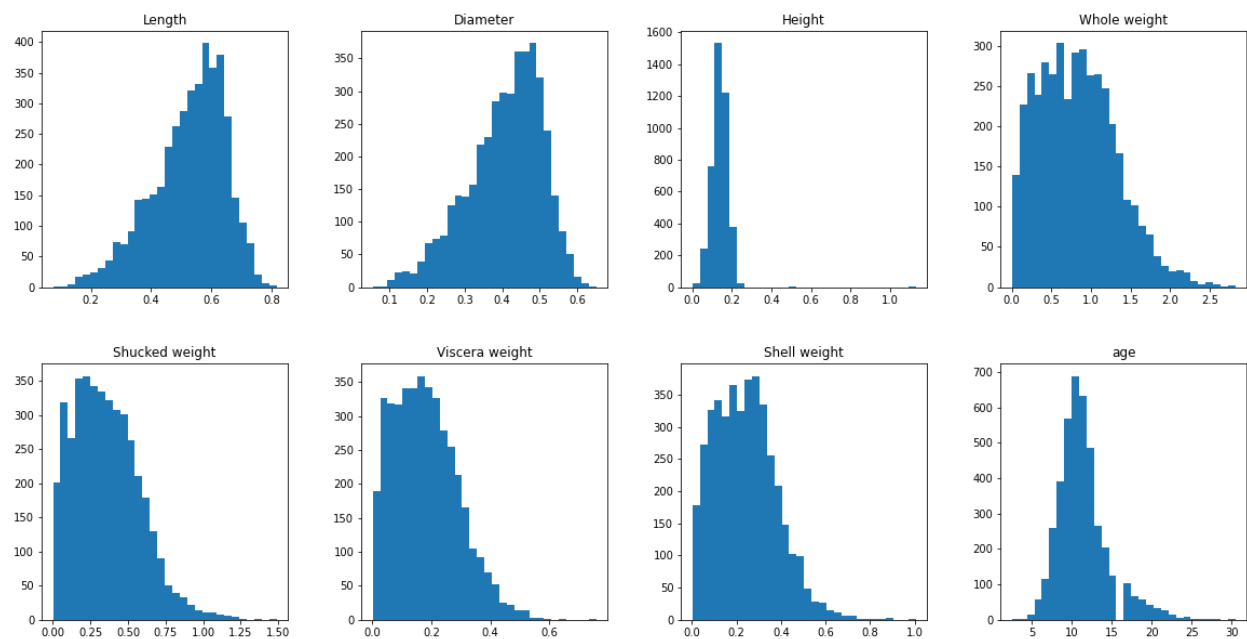 Length Diameter Height Whole weight
400 350 300 250 200 150 100 50 0
0.2 0.4 0.6 0.8
350 300 250 200 150 100 50 0
0.1 0.2 0.3 0.4 0.5 0.6
1600 1400 1200 1000 800 600 400 200 0
0.0 0.2 0.4 0.6 0.8 1.0
300 250 200 150 100 50 0
0.0 0.5 1.0 1.5 2.0 2.5
Shucked weight Viscera weight Shell weight age
350 300 250 200 150 100 50 0
0.00 0.25 0.50 0.75 1.00 1.25 1.50
350 300 250 200 150 100 50 0
0.0 0.2 0.4 0.6
350 300 250 200 150 100 50 0
0.0 0.2 0.4 0.6 0.8 1.0
700 600 500 400 300 200 100 0
5 10 15 20 25 30